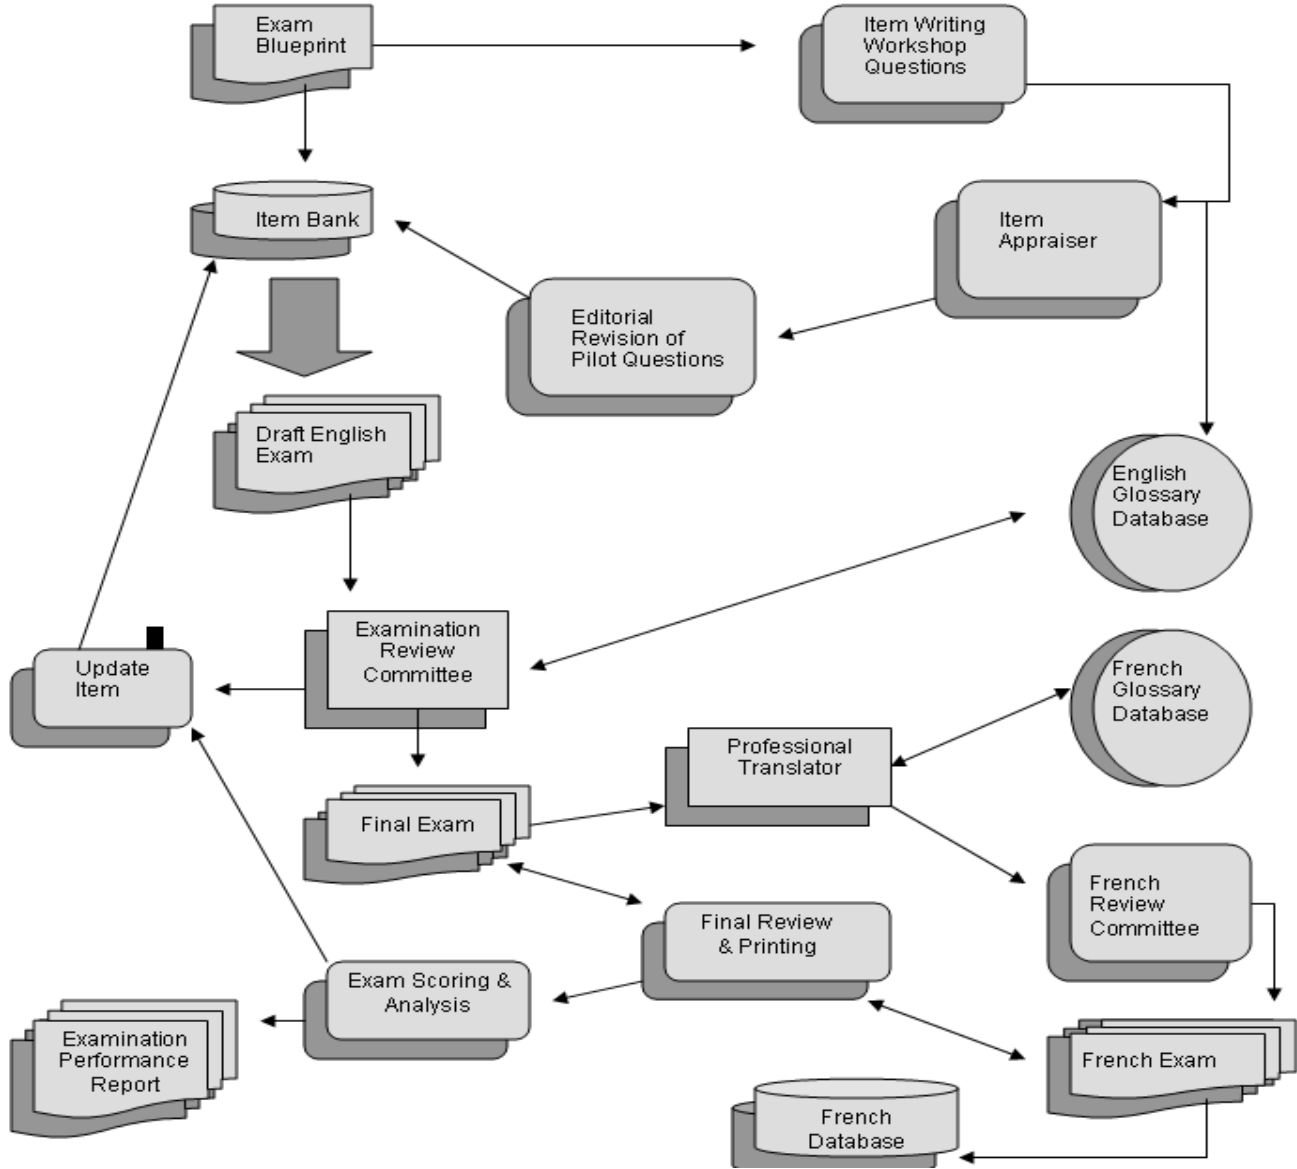 Exam
Blueprint
Item Writing
Workshop
Questions
Item Bank
Item
Appraiser
Editorial
Revision of
Pilot Questions
Draft English
Exam
English
Glossary
Database
Examination
Review
Committee
Update
Item
French
Glossary
Database
Professional
Translator
Final Exam
French
Review
Committee
Final Review
& Printing
Exam Scoring &
Analysis
Examination
Performance
Report
French Exam
French
Database